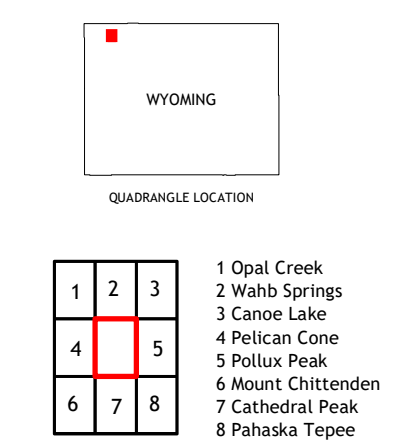 WYOMING
QUADRANGLE LOCATION
1 2 3
4 5
6 7 8
1 Opal Creek
2 Wahb Springs
3 Canoe Lake
4 Pelican Cone
5 Pollux Peak
6 Mount Chittenden
7 Cathedral Peak
8 Pahaska Tepee